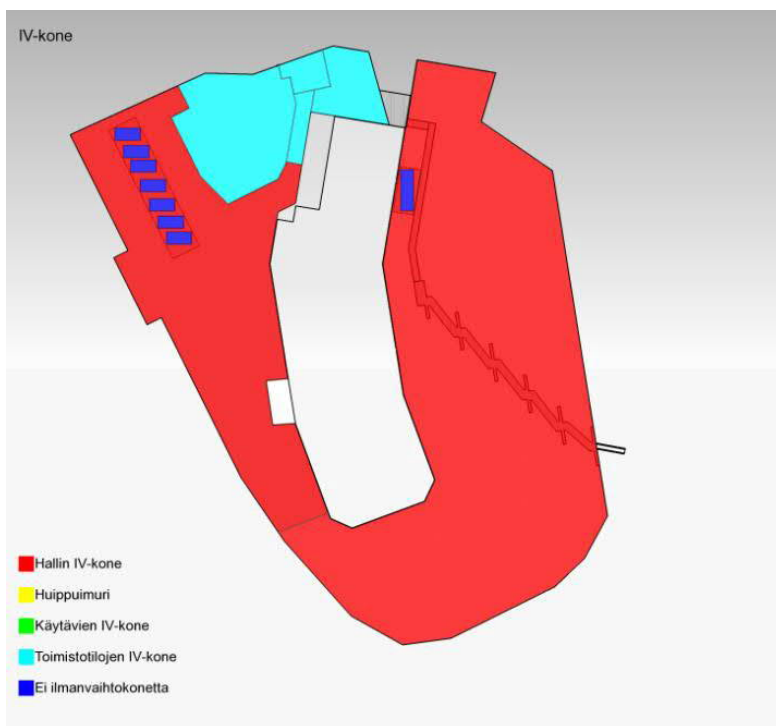 IV-kone
Hallin IV-kone
Huippuimuri
Käytävien IV-kone
Toimistotilojen IV-kone
Ei ilmanvaihtokonetta